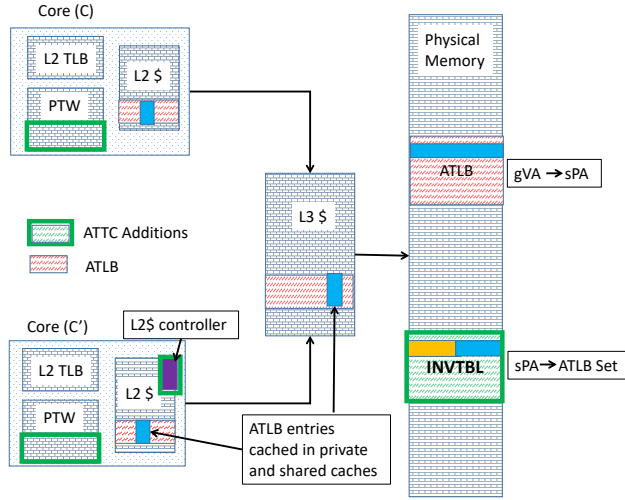 Core (C)
L2 TLB
L2 $
PTW
Physical
Memory
ATLB
gVA → sPA
L3 $
ATTC Additions
ATLB
L2$ controller
Core (C')
L2 TLB
L2 $
PTW
ATLB entries
cached in private
and shared caches
INVTBL
sPA→ATLB Set